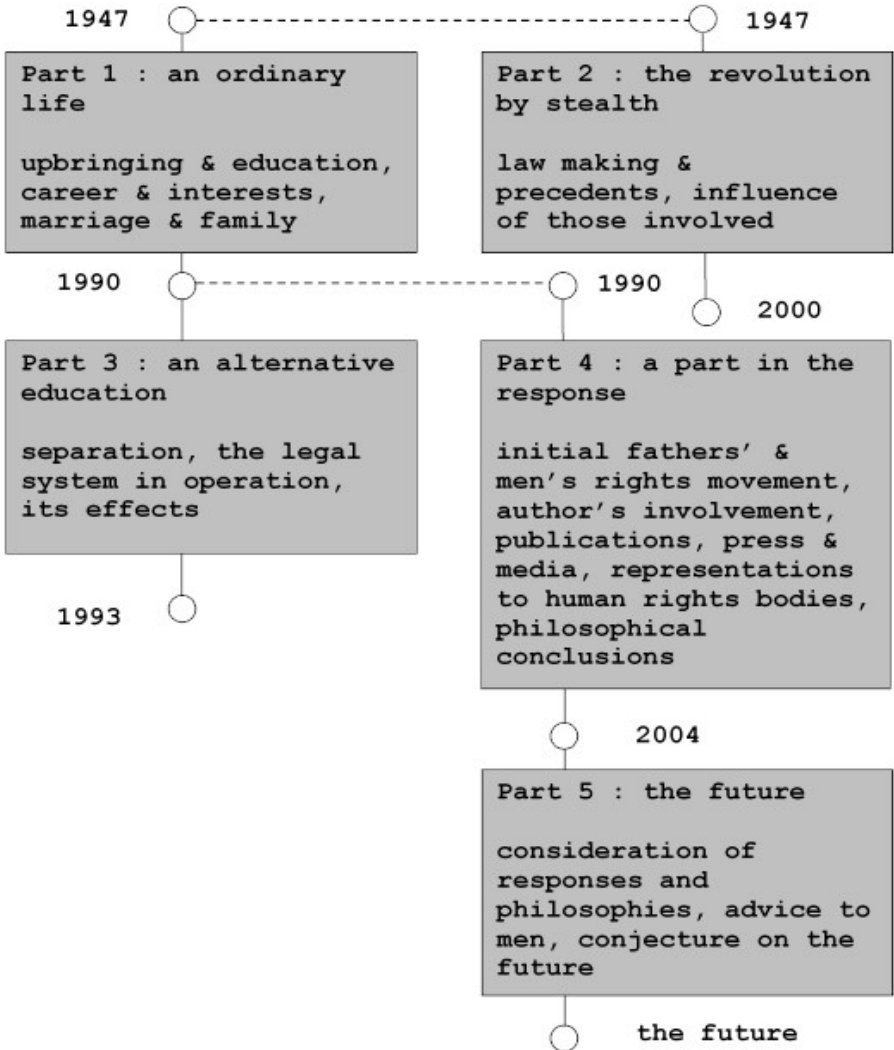 1947
1947
Part 1 : an ordinary
life
upbringing & education,
career & interests,
marriage & family
Part 2 : the revolution
by stealth
law making &
precedents, influence
of those involved
1990
1990
2000
Part 3 : an alternative
education
separation, the legal
system in operation,
its effects
1993
Part 4 : a part in the
response
initial fathers’ &
men’s rights movement,
author’s involvement,
publications, press &
media, representations
to human rights bodies,
philosophical
conclusions
2004
Part 5 : the future
consideration of
responses and
philosophies, advice to
men, conjecture on the
future
the future